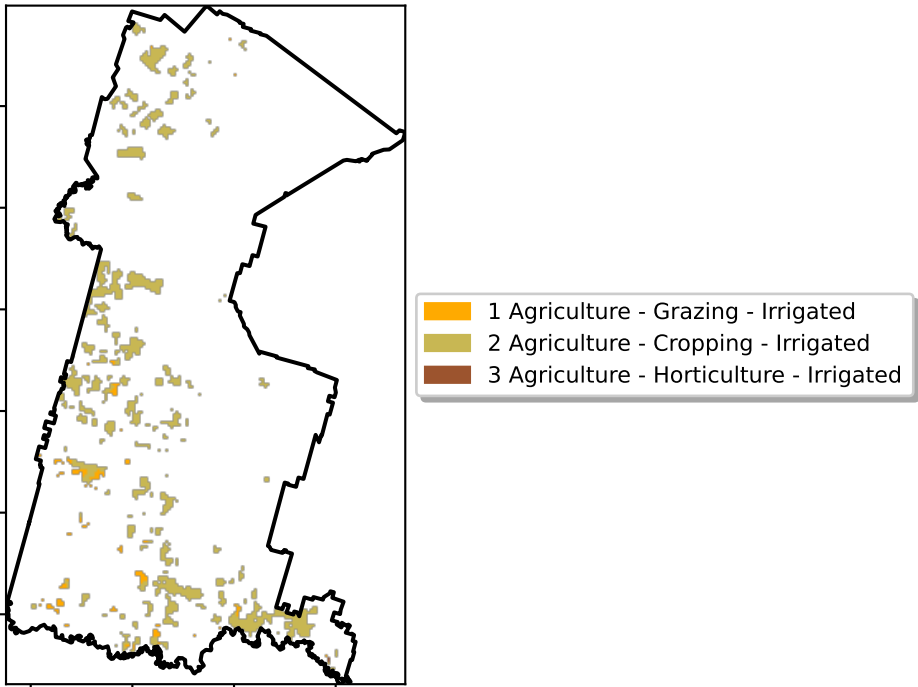 1 Agriculture - Grazing - Irrigated
2 Agriculture - Cropping - Irrigated
3 Agriculture - Horticulture - Irrigated